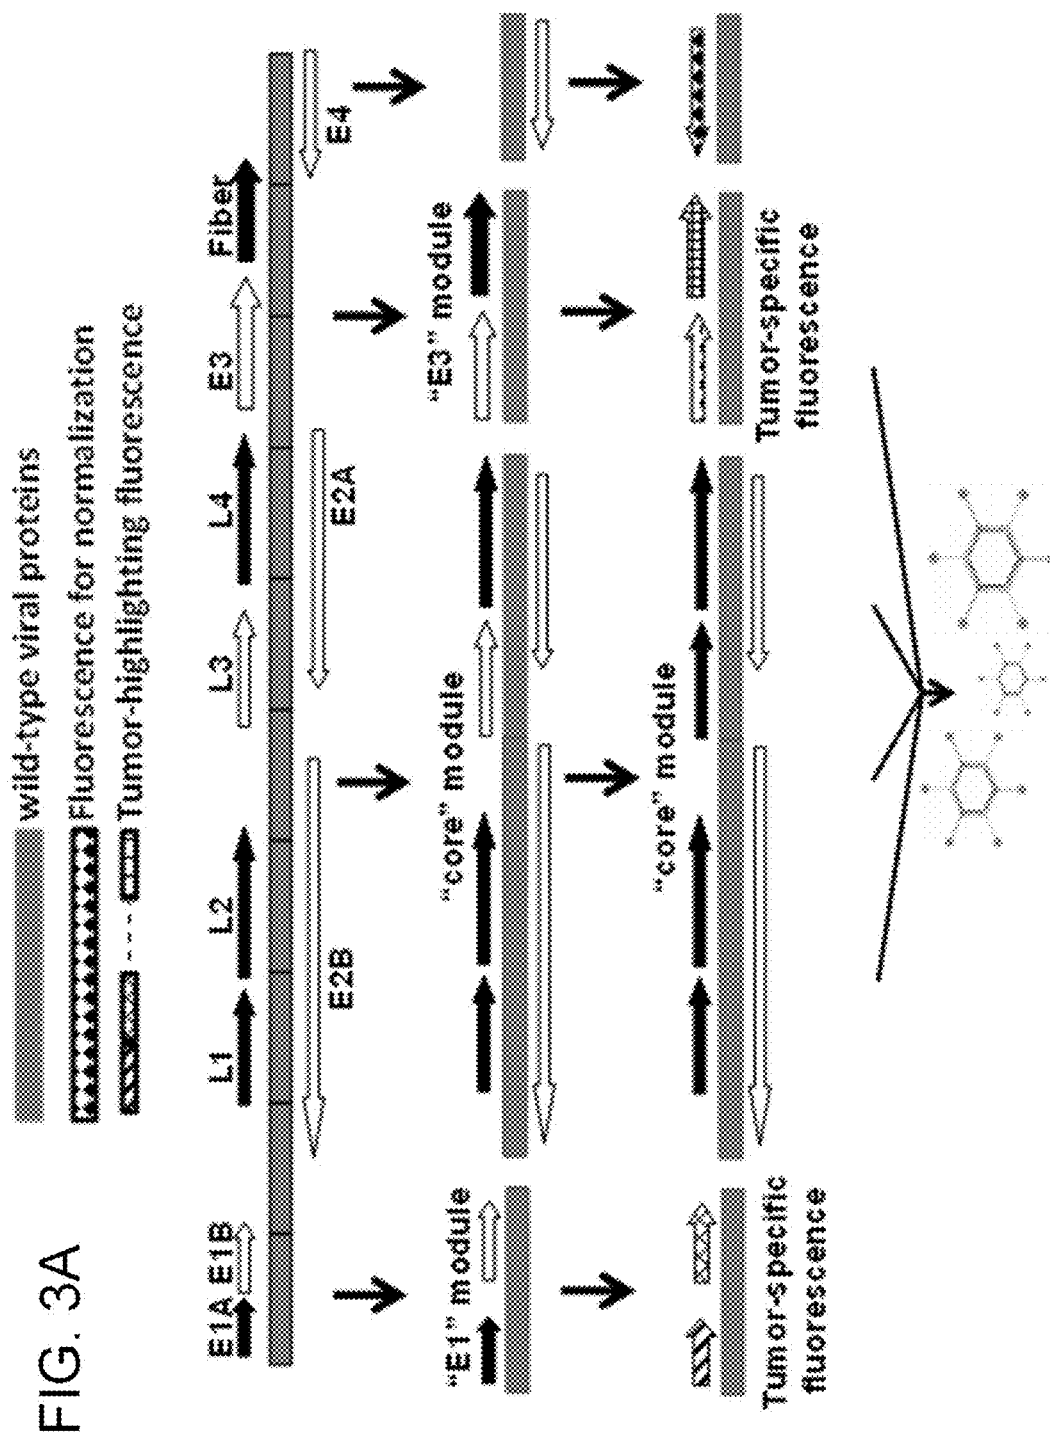 FIG. 3A
wild-type viral proteins
Fluorescence for normalization
Tumor-highlighting fluorescence
E1A E1B L1 L2 L3 L4 E3 Fiber
E2B E2A E4
"E1" module "core" module "E3" module
"core" module
Tumor-specific
fluorescence
Tumor-specific
fluorescence